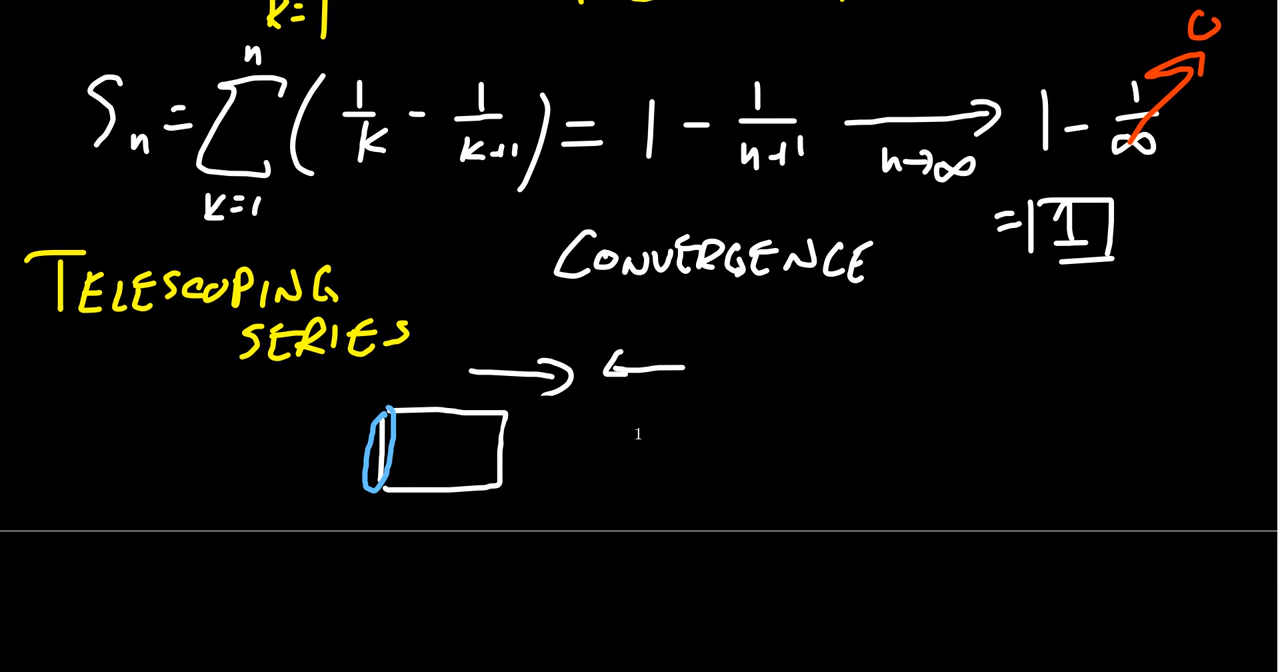 k=1
n
Sₙ = ∑ (1/k - 1/k+1) = 1 - 1/n+1 → 1 - 1/∞ 0
k=1
n→∞
= 1
CONVERGENCE
TELESCOPING
SERIES
1